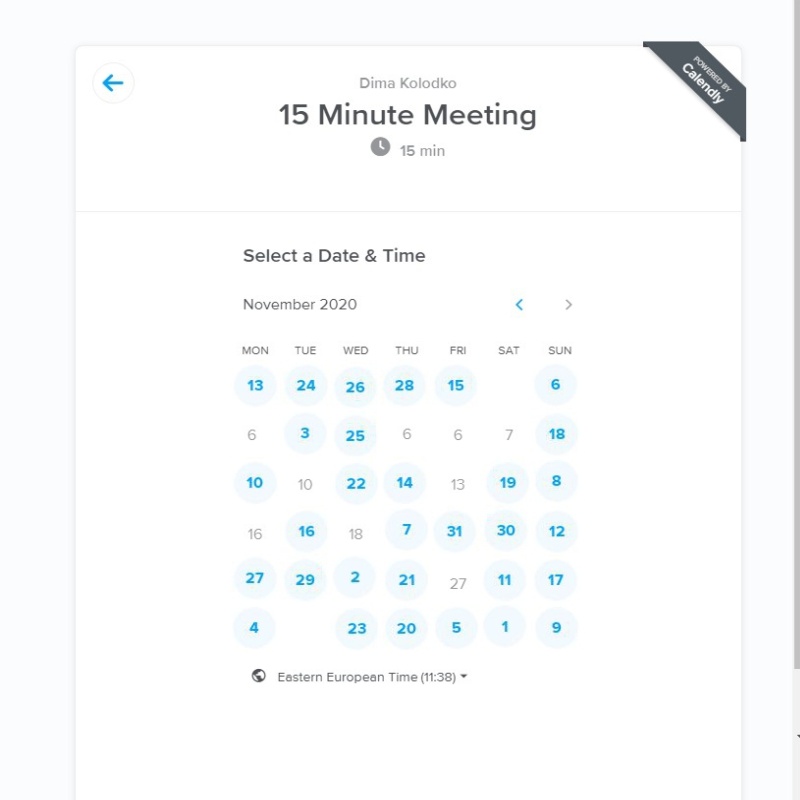 POWERED BY
Calendly
Dima Kolodko
15 Minute Meeting
15 min
Select a Date & Time
November 2020
MON TUE WED THU FRI SAT SUN
13 24 26 28 15 6
6 3 25 6 6 7 18
10 10 22 14 13 19 8
16 16 18 7 31 30 12
27 29 2 21 27 11 17
4 23 20 5 1 9
Eastern European Time (11:38)